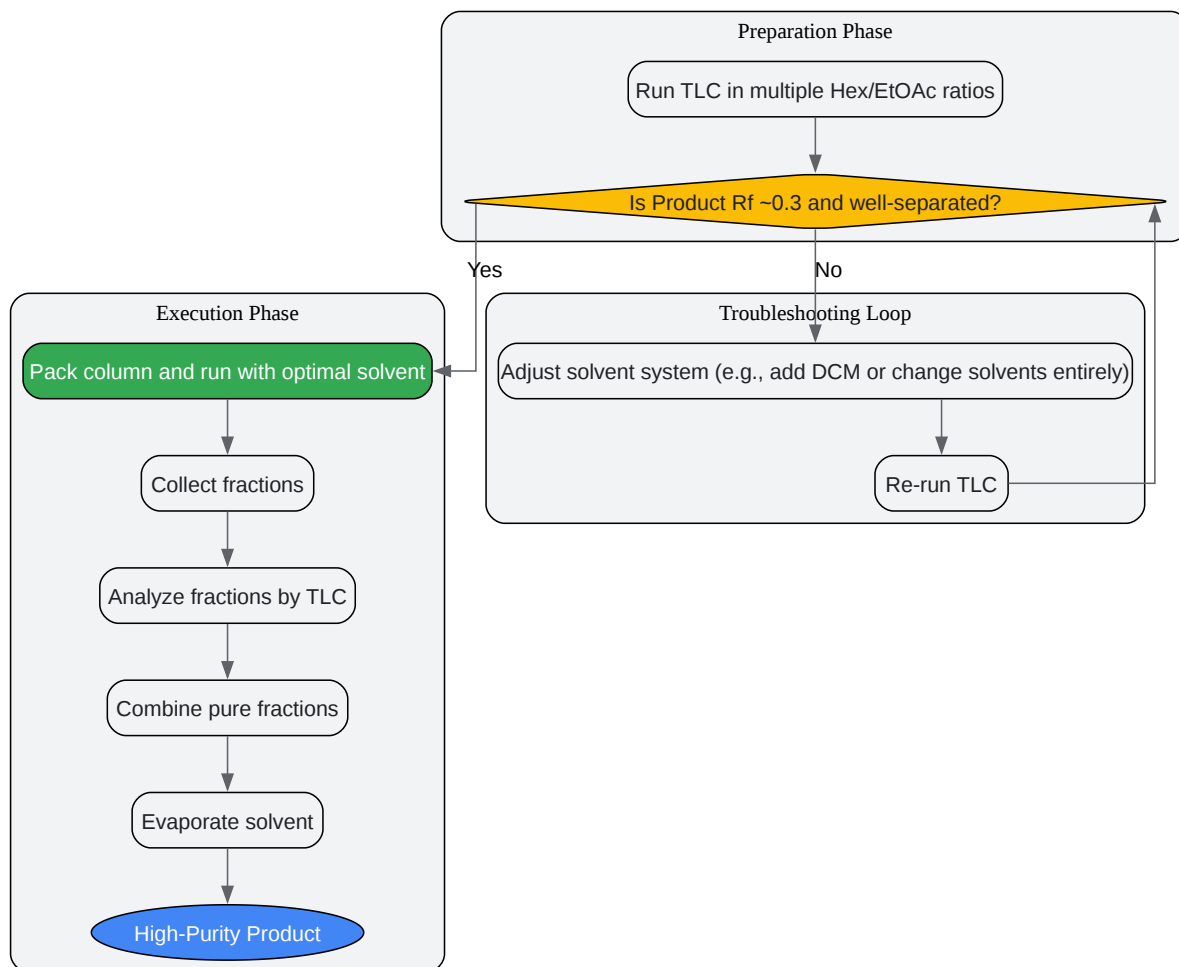 Preparation Phase
Run TLC in multiple Hex/EtOAc ratios
Is Product Rf ~0.3 and well-separated?
Yes
No
Execution Phase
Pack column and run with optimal solvent
Collect fractions
Analyze fractions by TLC
Combine pure fractions
Evaporate solvent
High-Purity Product
Troubleshooting Loop
Adjust solvent system (e.g., add DCM or change solvents entirely)
Re-run TLC